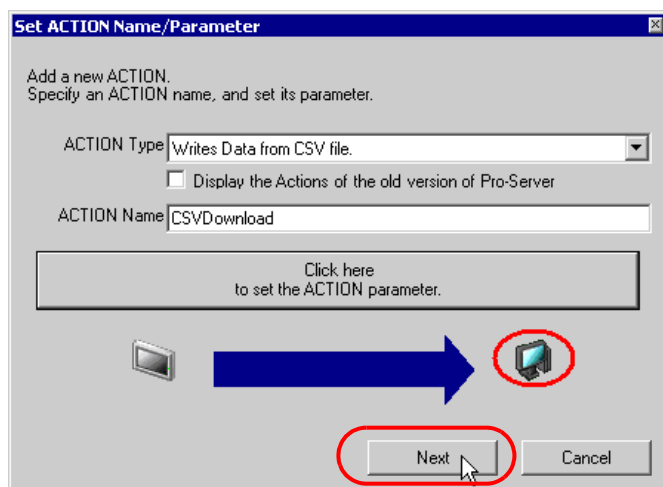 Set ACTION Name/Parameter
Add a new ACTION.
Specify an ACTION name, and set its parameter.
ACTION Type Writes Data from CSV file.
Display the Actions of the old version of Pro-Server
ACTION Name CSVDownload
Click here
to set the ACTION parameter.
Next Cancel